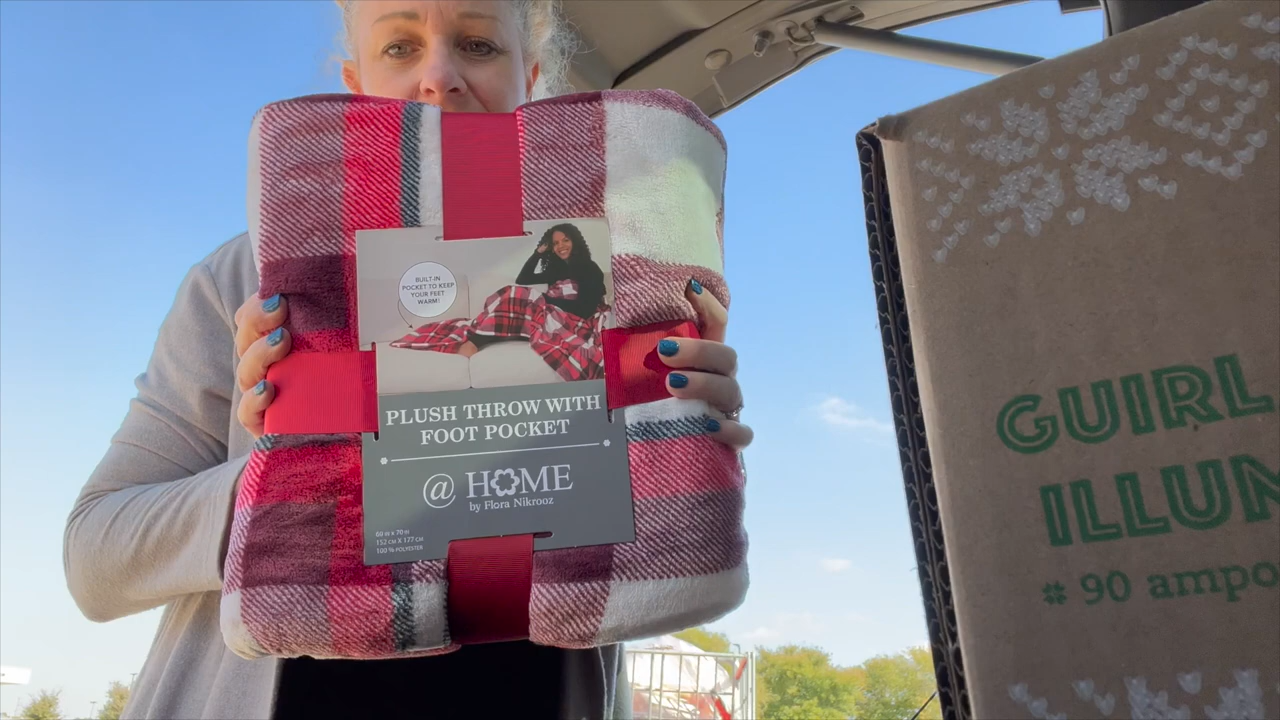 BUILT-IN
POCKET TO KEEP
YOUR FEET
WARM!
PLUSH THROW WITH
FOOT POCKET
@ HOME
by Flora Nikrooz
60 IN X 70 IN
152 CM X 177 CM
100 % POLYESTER
GUIRL
ILLUM
90 ampo